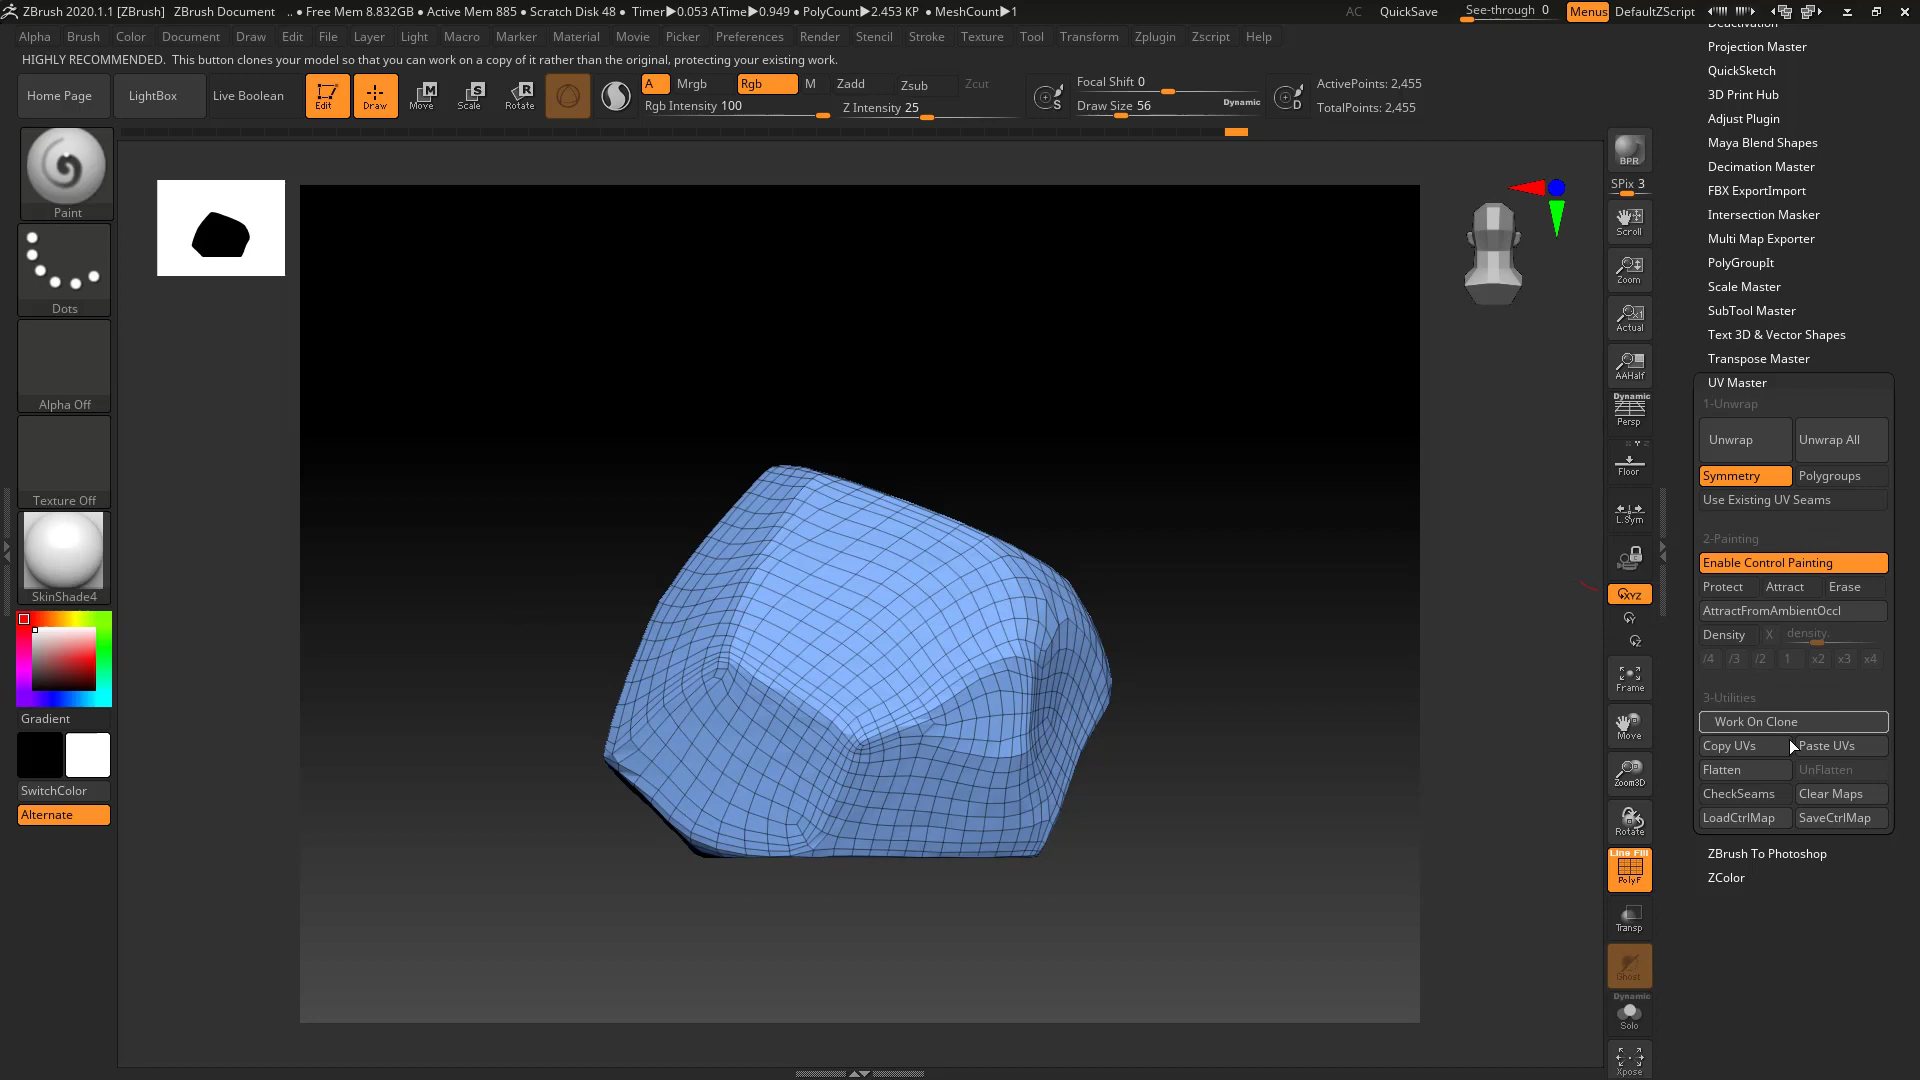 ZBrush 2020.1.1 [ZBrush]   ZBrush Document   .. • Free Mem 8.832GB • Active Mem 885 • Scratch Disk 48 •  Timer▶0.053 ATime▶0.949 • PolyCount▶2.453 KP  • MeshCount▶1   AC   QuickSave   See-through  0   Menus   DefaultZScript
Alpha Brush Color Document Draw Edit File Layer Light Macro Marker Material Movie Picker Preferences Render Stencil Stroke Texture Tool Transform Zplugin Zscript Help
HIGHLY RECOMMENDED.  This button clones your model so that you can work on a copy of it rather than the original, protecting your existing work.
Home Page
LightBox
Live Boolean
Edit
Draw
Move
Scale
Rotate
A Mrgb Rgb M Zadd Zsub Zcut
Rgb Intensity 100 Z Intensity 25
Focal Shift 0
Draw Size 56 Dynamic
ActivePoints: 2,455
TotalPoints: 2,455
Paint
Dots
Alpha Off
Texture Off
SkinShade4
Gradient
SwitchColor
Alternate
BPR
SPix 3
Scroll
Zoom
Actual
AAHalf
Dynamic
Persp
Floor
L.Sym
XYZ
Frame
Move
Zoom3D
Rotate
Line Fill
PolyF
Transp
Ghost
Dynamic
Solo
Xpose
Deactivation
Projection Master
QuickSketch
3D Print Hub
Adjust Plugin
Maya Blend Shapes
Decimation Master
FBX ExportImport
Intersection Masker
Multi Map Exporter
PolyGroupIt
Scale Master
SubTool Master
Text 3D & Vector Shapes
Transpose Master
UV Master
1-Unwrap
Unwrap Unwrap All
Symmetry Polygroups
Use Existing UV Seams
2-Painting
Enable Control Painting
Protect Attract Erase
AttractFromAmbientOccl
Density X density
/4 /3 /2 1 x2 x3 x4
3-Utilities
Work On Clone
Copy UVs Paste UVs
Flatten UnFlatten
CheckSeams Clear Maps
LoadCtrlMap SaveCtrlMap
ZBrush To Photoshop
ZColor